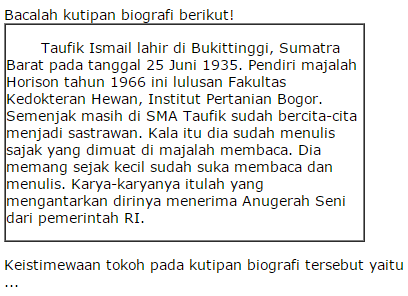 Bacalah kutipan biografi berikut!
Taufik Ismail lahir di Bukittinggi, Sumatra
Barat pada tanggal 25 Juni 1935. Pendiri majalah
Horison tahun 1966 ini lulusan Fakultas
Kedokteran Hewan, Institut Pertanian Bogor.
Semenjak masih di SMA Taufik sudah bercita-cita
menjadi sastrawan. Kala itu dia sudah menulis
sajak yang dimuat di majalah membaca. Dia
memang sejak kecil sudah suka membaca dan
menulis. Karya-karyanya itulah yang
mengantarkan dirinya menerima Anugerah Seni
dari pemerintah RI.
Keistimewaan tokoh pada kutipan biografi tersebut yaitu
...